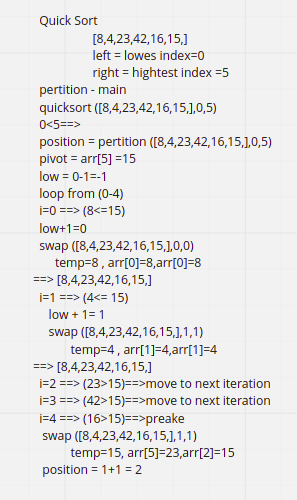 Quick Sort
[8,4,23,42,16,15,]
left = lowes index=0
right = hightest index =5
pertition - main
quicksort ([8,4,23,42,16,15,],0,5)
0<5==>
position = pertition ([8,4,23,42,16,15,],0,5)
pivot = arr[5] =15
low = 0-1=-1
loop from (0-4)
i=0 ==> (8<=15)
low+1=0
swap ([8,4,23,42,16,15,],0,0)
temp=8 , arr[0]=8,arr[0]=8
==> [8,4,23,42,16,15,]
i=1 ==> (4<= 15)
low + 1= 1
swap ([8,4,23,42,16,15,],1,1)
temp=4 , arr[1]=4,arr[1]=4
==> [8,4,23,42,16,15,]
i=2 ==> (23>15)==>move to next iteration
i=3 ==> (42>15)==>move to next iteration
i=4 ==> (16>15)==>preake
swap ([8,4,23,42,16,15,],1,1)
temp=15, arr[5]=23,arr[2]=15
position = 1+1 = 2